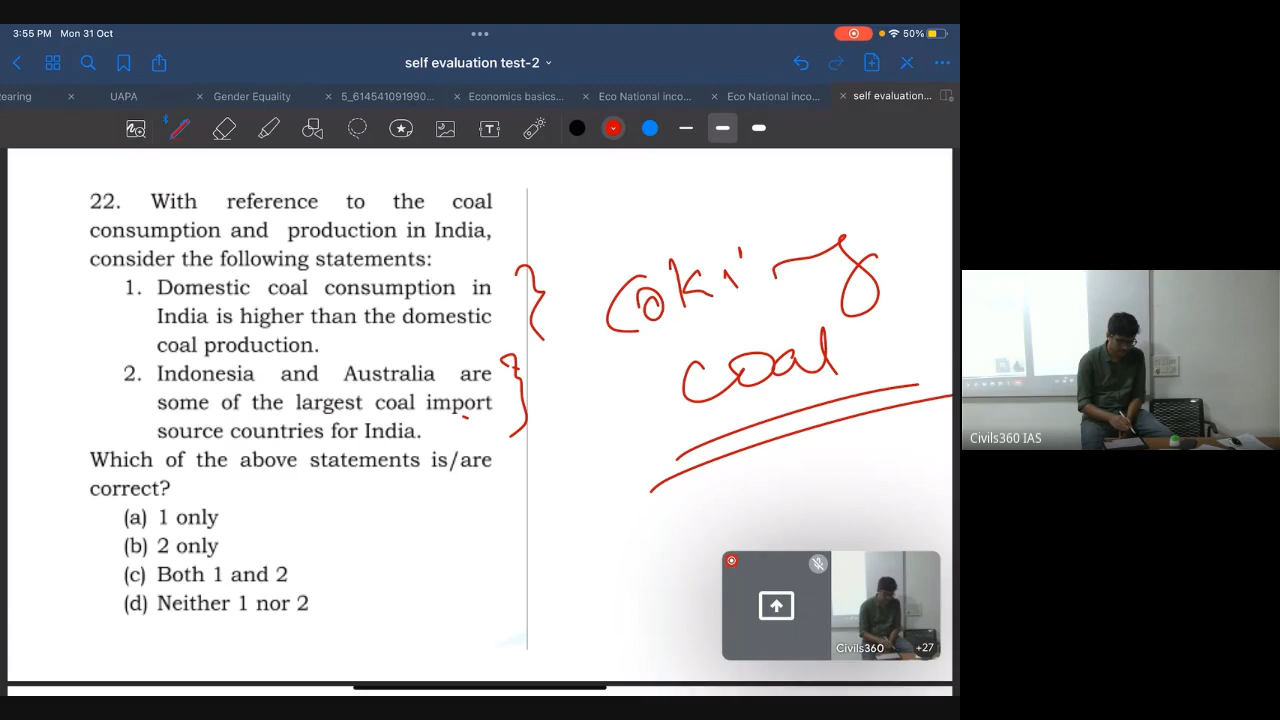 3:55 PM Mon 31 Oct
50%
self evaluation test-2
earing
UAPA
Gender Equality
5_614541091990...
Economics basics...
Eco National inco...
Eco National inco...
self evaluation...
22. With reference to the coal
consumption and production in India,
consider the following statements:
1. Domestic coal consumption in
India is higher than the domestic
coal production.
2. Indonesia and Australia are
some of the largest coal import
source countries for India.
Which of the above statements is/are
correct?
(a) 1 only
(b) 2 only
(c) Both 1 and 2
(d) Neither 1 nor 2
coking
coal
Civils360 IAS
Civils360
+27